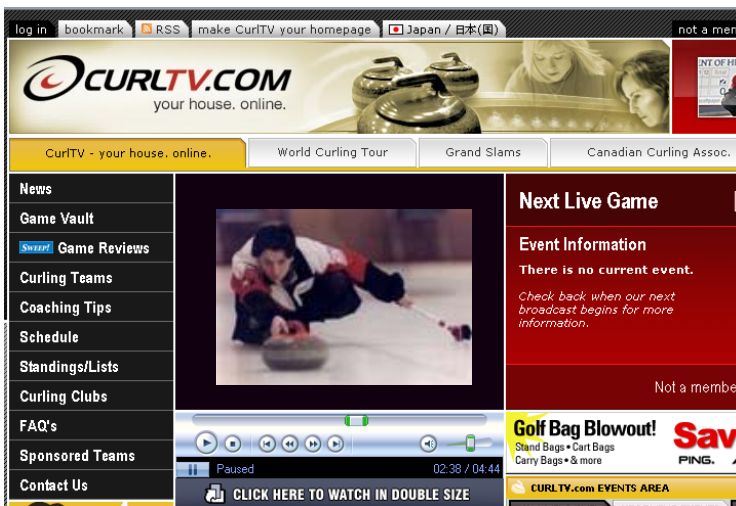 log in
bookmark
RSS
make CurlTV your homepage
Japan / 日本(国)
not a mem
CURLTV.COM
your house. online.
NT OF H
CurlTV - your house. online.
World Curling Tour
Grand Slams
Canadian Curling Assoc.
News
Game Vault
SWEEP! Game Reviews
Curling Teams
Coaching Tips
Schedule
Standings/Lists
Curling Clubs
FAQ's
Sponsored Teams
Contact Us
Next Live Game
Event Information
There is no current event.
Check back when our next
broadcast begins for more
information.
Not a membe
Paused
02:38 / 04:44
CLICK HERE TO WATCH IN DOUBLE SIZE
Golf Bag Blowout!
Stand Bags • Cart Bags
Carry Bags • & more
Sav
PING.
CURLTV.com EVENTS AREA